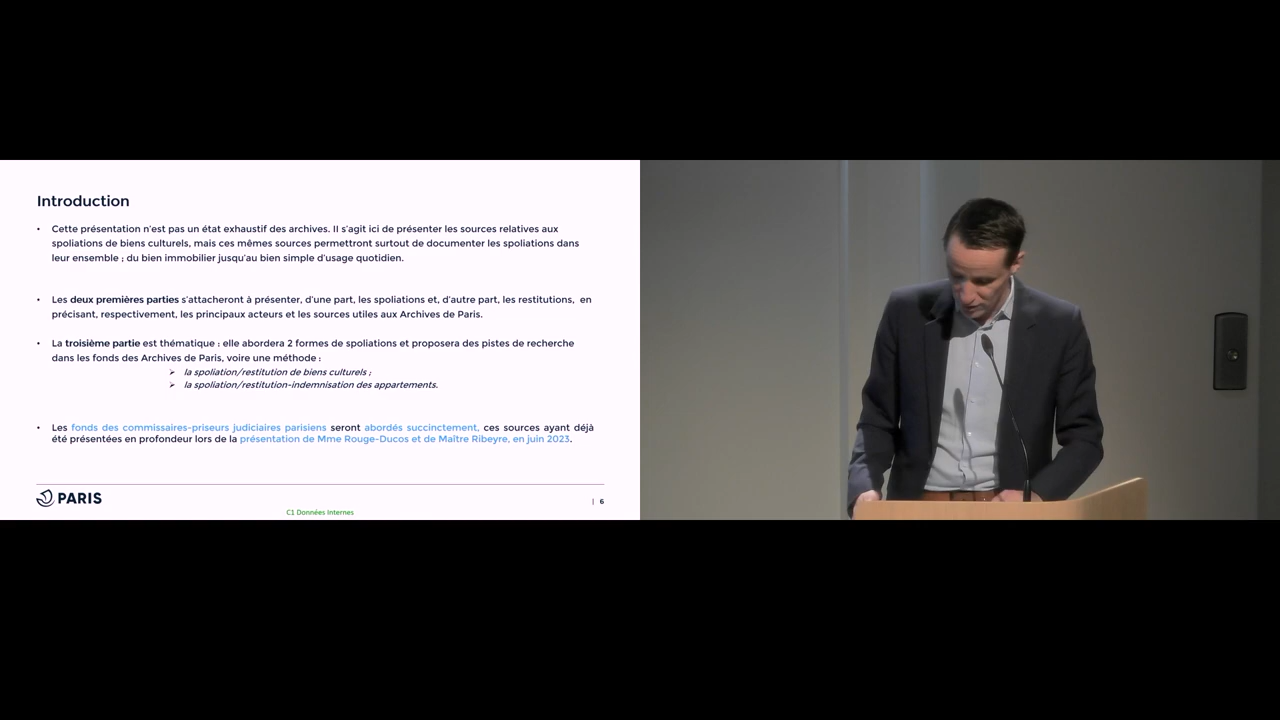 Introduction
• Cette présentation n'est pas un état exhaustif des archives. Il s'agit ici de présenter les sources relatives aux
spoliations de biens culturels, mais ces mêmes sources permettront surtout de documenter les spoliations dans
leur ensemble ; du bien immobilier jusqu'au bien simple d'usage quotidien.
• Les deux premières parties s'attacheront à présenter, d'une part, les spoliations et, d'autre part, les restitutions, en
précisant, respectivement, les principaux acteurs et les sources utiles aux Archives de Paris.
• La troisième partie est thématique : elle abordera 2 formes de spoliations et proposera des pistes de recherche
dans les fonds des Archives de Paris, voire une méthode :
➢ la spoliation/restitution de biens culturels ;
➢ la spoliation/restitution-indemnisation des appartements.
• Les fonds des commissaires-priseurs judiciaires parisiens seront abordés succinctement, ces sources ayant déjà
été présentées en profondeur lors de la présentation de Mme Rouge-Ducos et de Maître Ribeyre, en juin 2023.
PARIS
| 6
C1 Données Internes